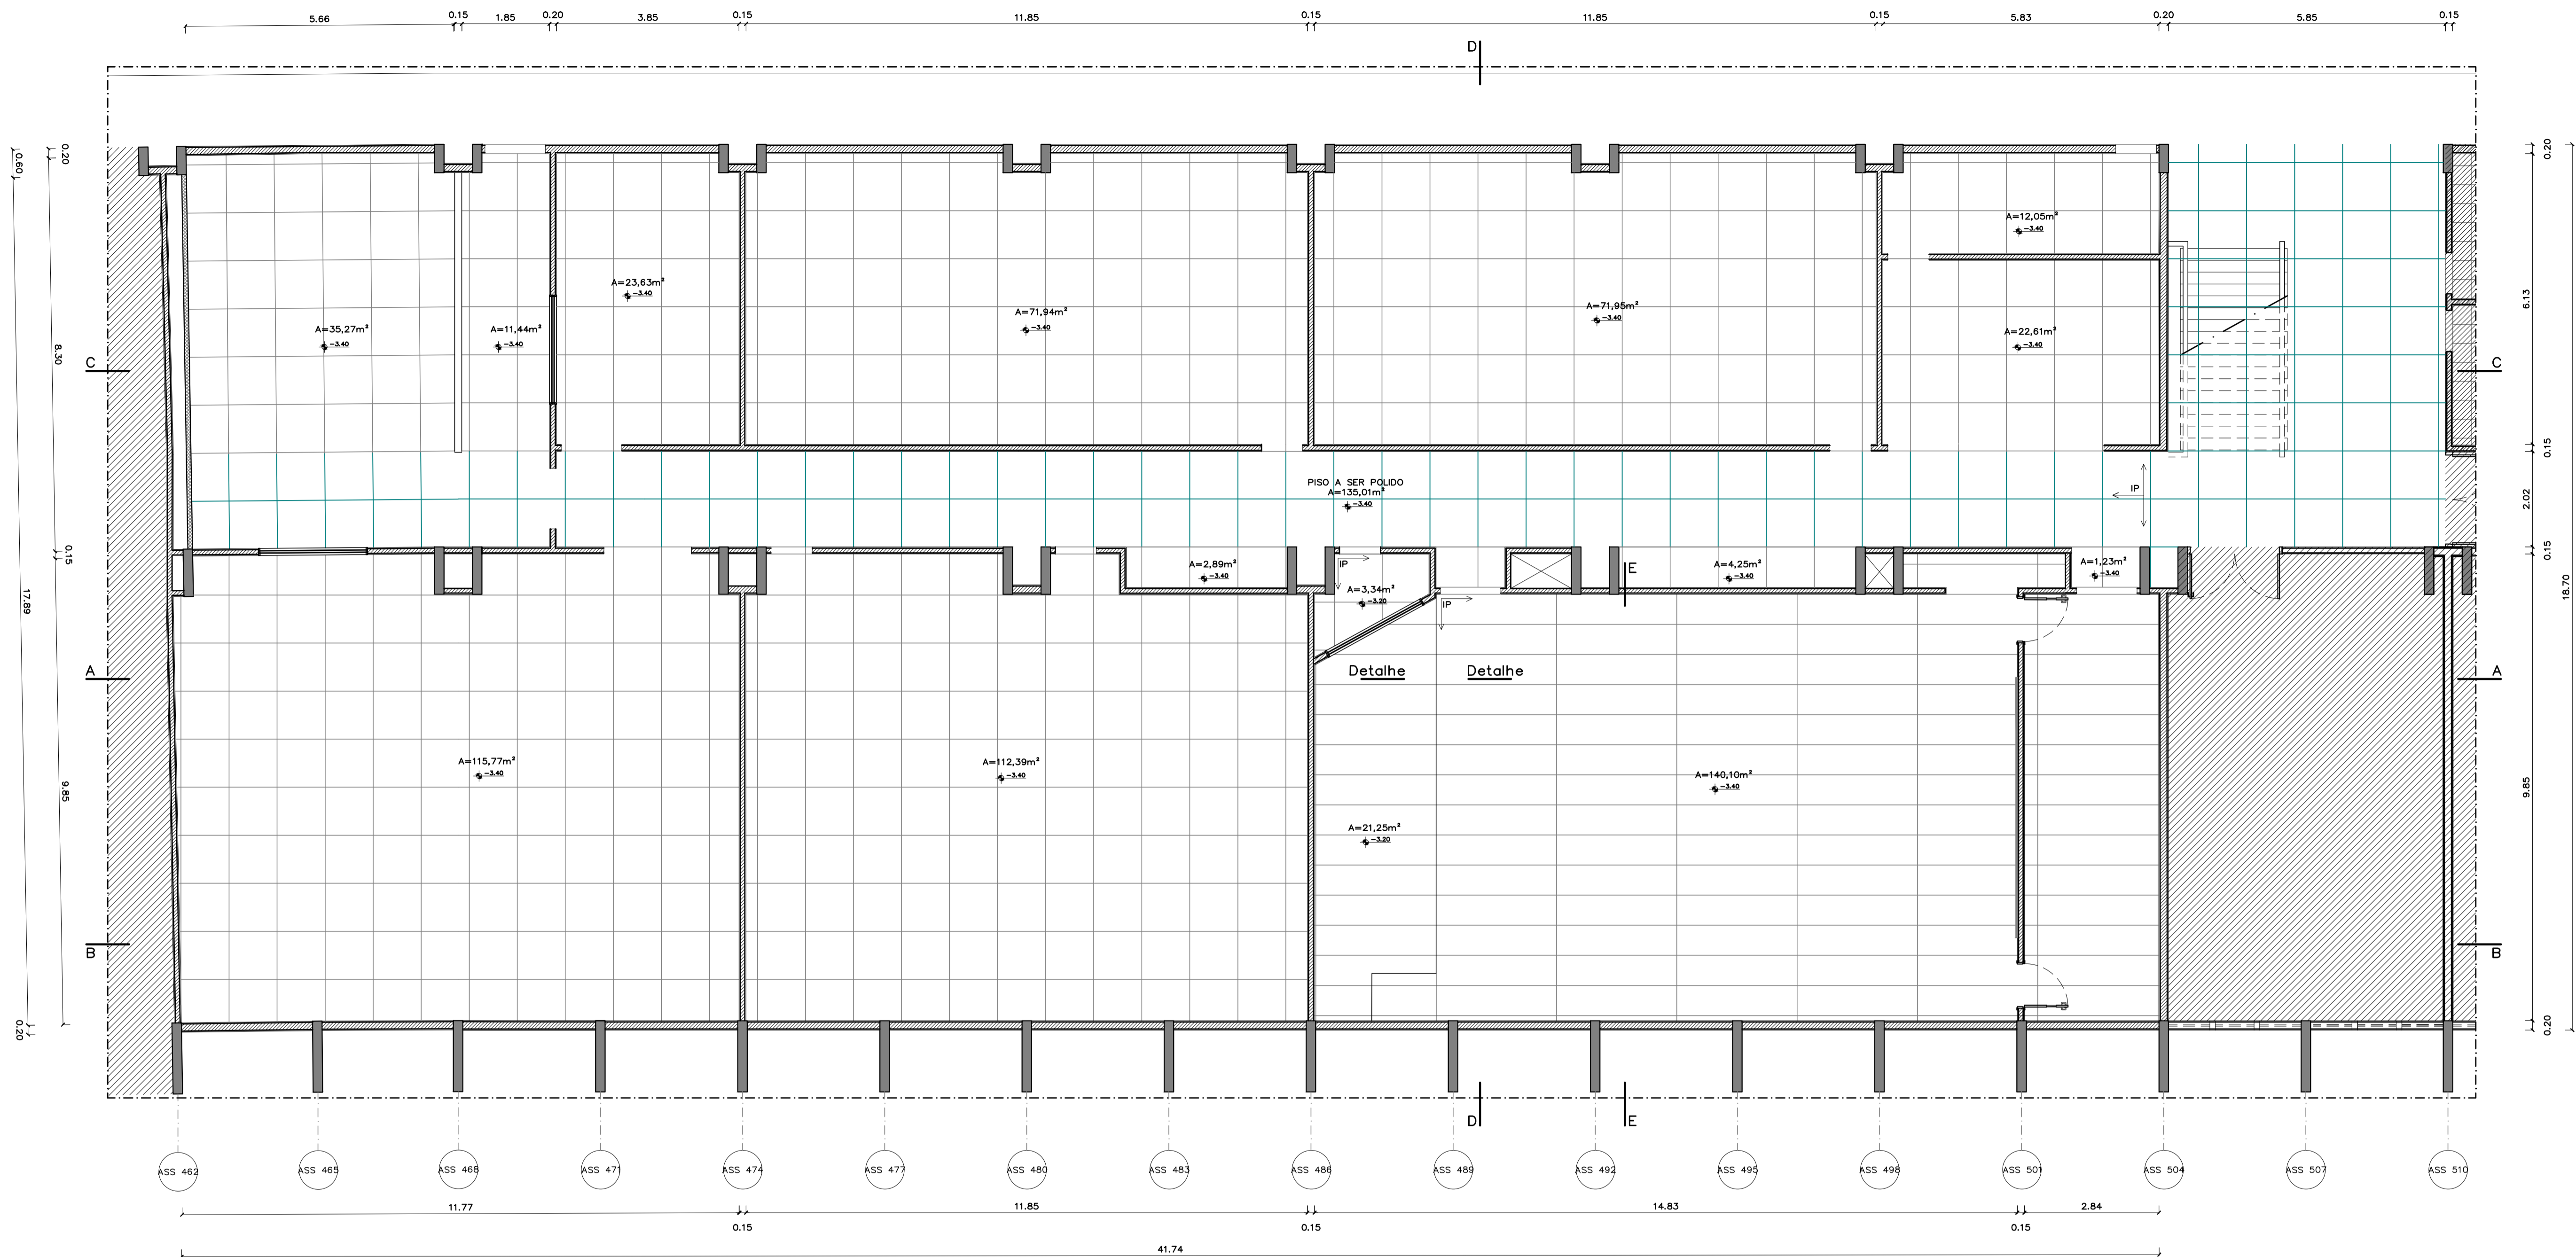 5.66
0.15
1.85
0.20
3.85
0.15
11.85
0.15
11.85
0.15
5.83
0.20
5.85
0.15
D
0.60
0.20
0.20
A=12,05m²
-3.40
A=23,63m²
-3.40
A=71,94m²
-3.40
A=71,95m²
-3.40
6.13
A=35,27m²
-3.40
A=11,44m²
-3.40
A=22,61m²
-3.40
8.30
C
C
0.15
PISO A SER POLIDO
A=135,01m²
-3.40
IP
2.02
0.15
0.15
17.89
18.70
A=2,89m²
-3.40
IP
A=3,34m²
-3.20
IP
E
A=4,25m²
-3.40
A=1,23m²
-3.40
A
Detalhe
Detalhe
A
A=115,77m²
-3.40
A=112,39m²
-3.40
A=140,10m²
-3.40
9.85
9.85
A=21,25m²
-3.20
B
B
0.20
0.20
D
E
ASS 462
ASS 465
ASS 468
ASS 471
ASS 474
ASS 477
ASS 480
ASS 483
ASS 486
ASS 489
ASS 492
ASS 495
ASS 498
ASS 501
ASS 504
ASS 507
ASS 510
11.77
11.85
14.83
2.84
0.15
0.15
0.15
41.74